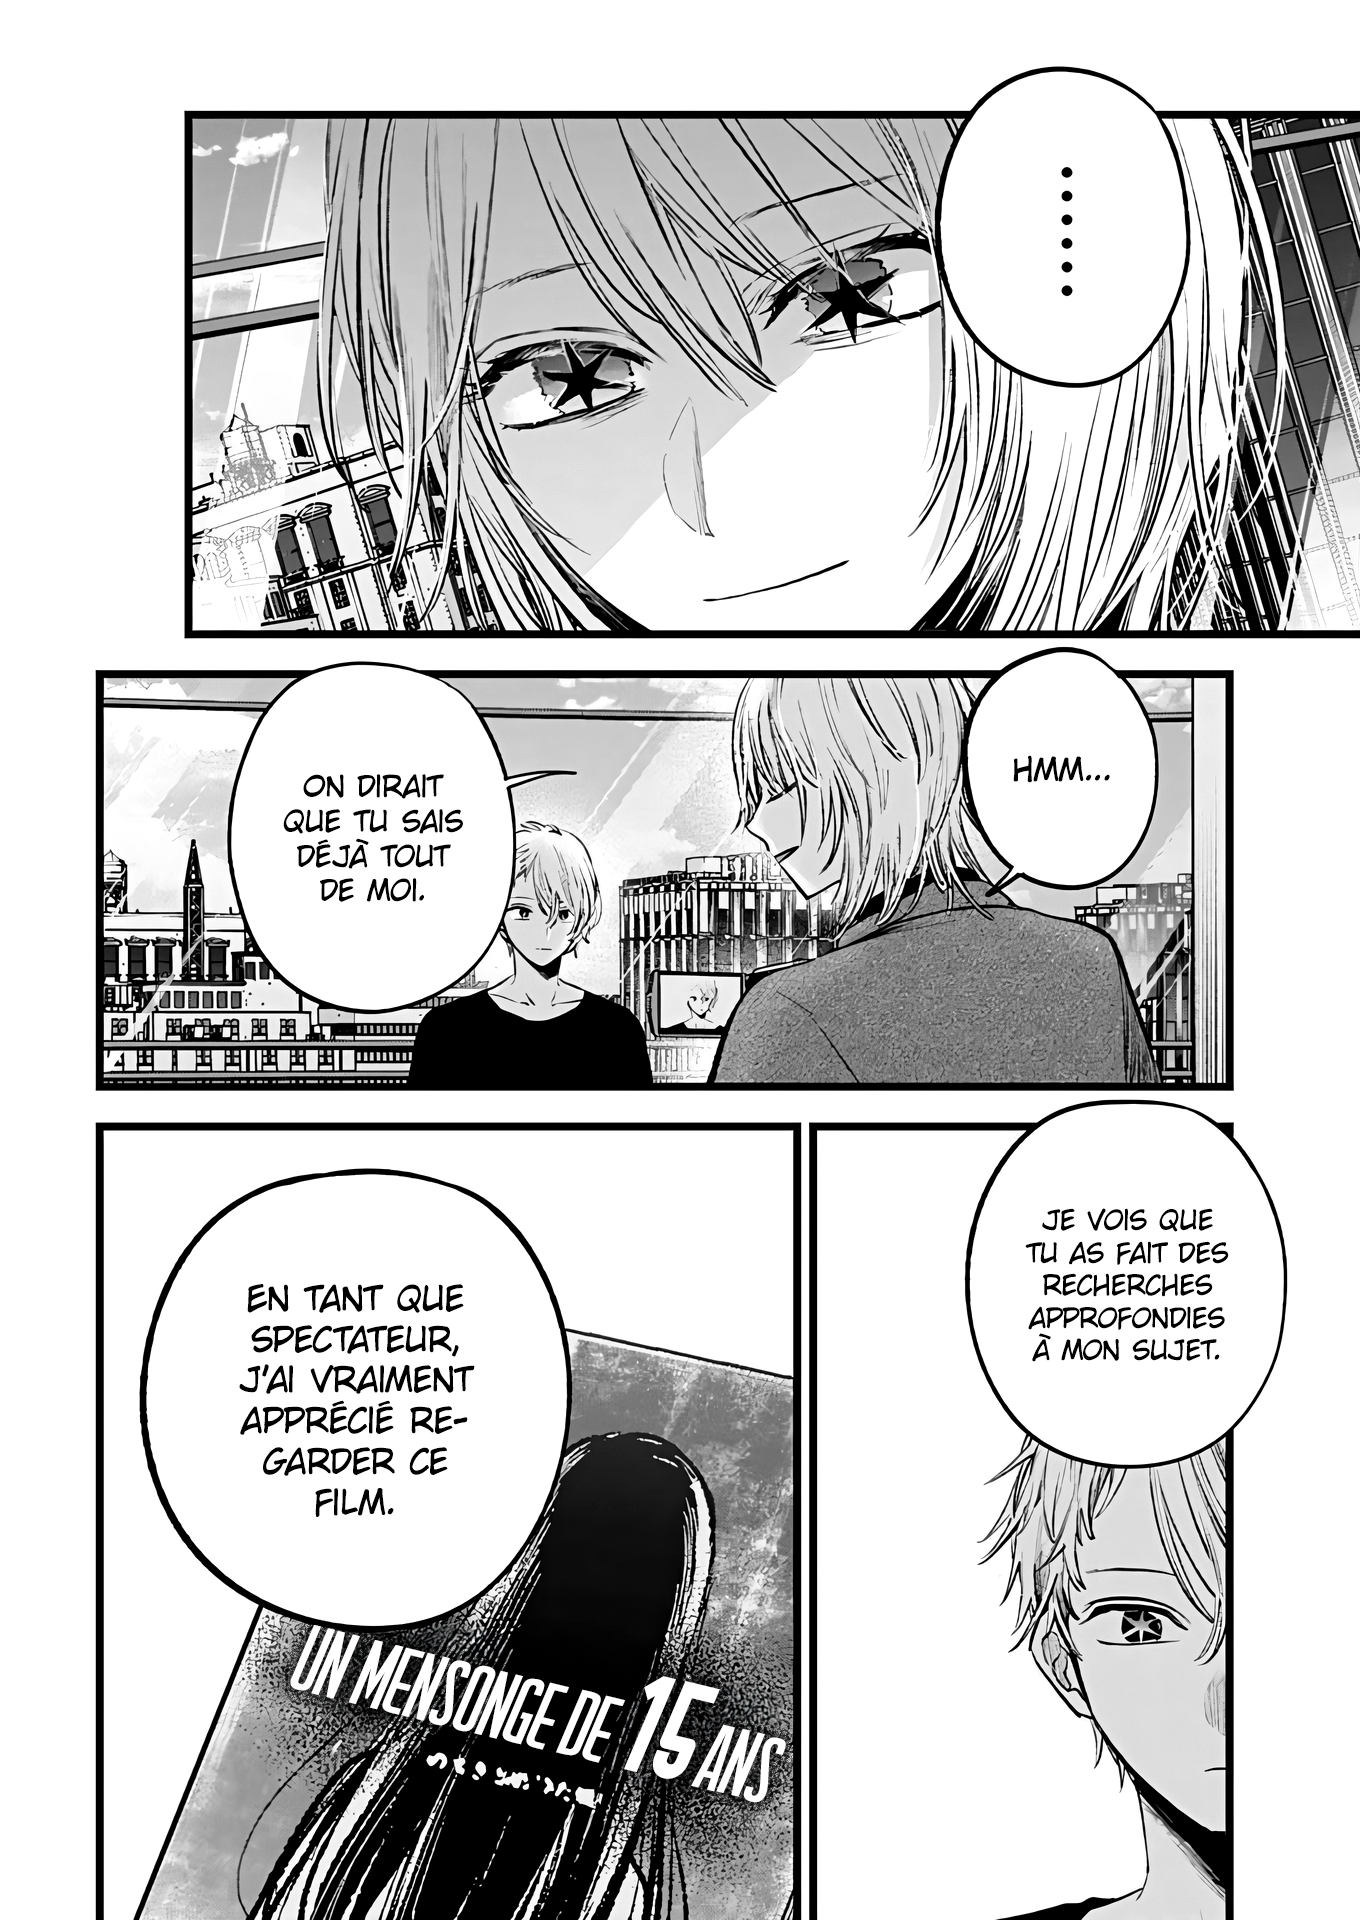 ......
HMM...
ON DIRAIT
QUE TU SAIS
DÉJÀ TOUT
DE MOI.
JE VOIS QUE
TU AS FAIT DES
RECHERCHES
APPROFONDIES
À MON SUJET.
EN TANT QUE
SPECTATEUR,
J'AI VRAIMENT
APPRÉCIÉ RE-
GARDER CE
FILM.
UN MENSONGE DE 15 ANS